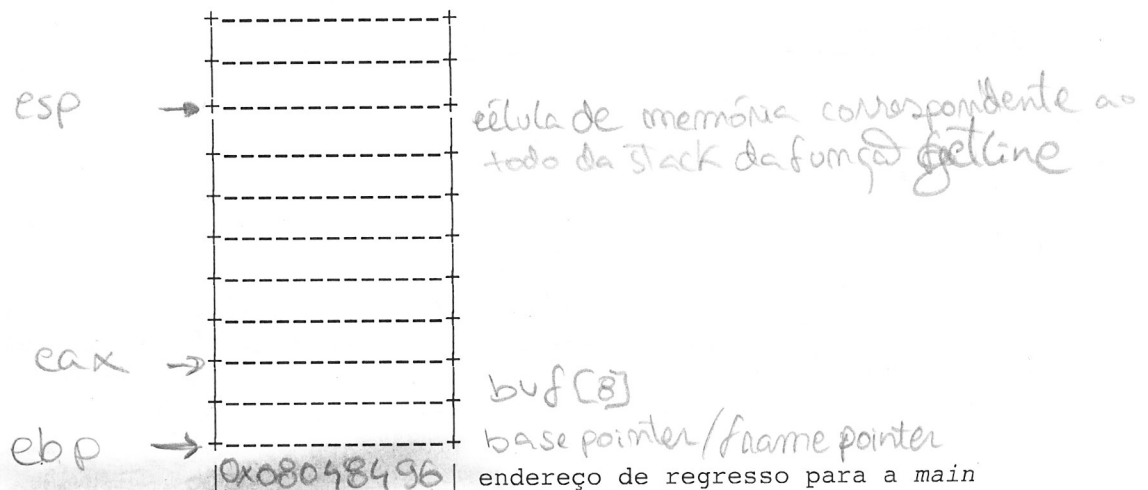 esp → célula de memória correspondente ao
todo da stack da função getline
eax →
buf[8]
ebp → base pointer/frame pointer
|0x08048496| endereço de regresso para a main